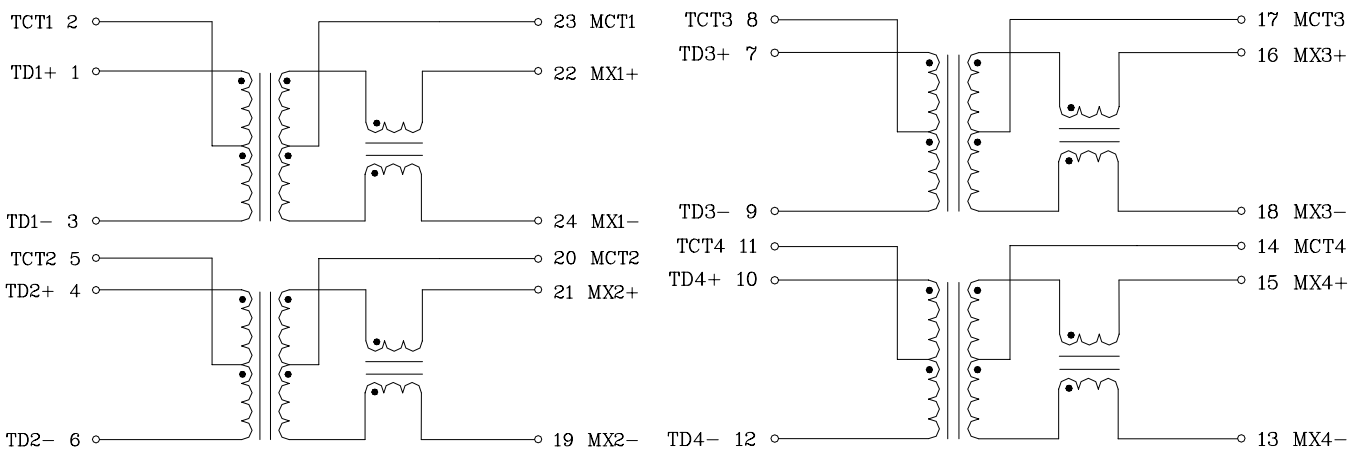 TCT1 2
23 MCT1
TD1+ 1
22 MX1+
TD1- 3
24 MX1-
TCT2 5
20 MCT2
TD2+ 4
21 MX2+
TD2- 6
19 MX2-
TCT3 8
17 MCT3
TD3+ 7
16 MX3+
TD3- 9
18 MX3-
TCT4 11
14 MCT4
TD4+ 10
15 MX4+
TD4- 12
13 MX4-